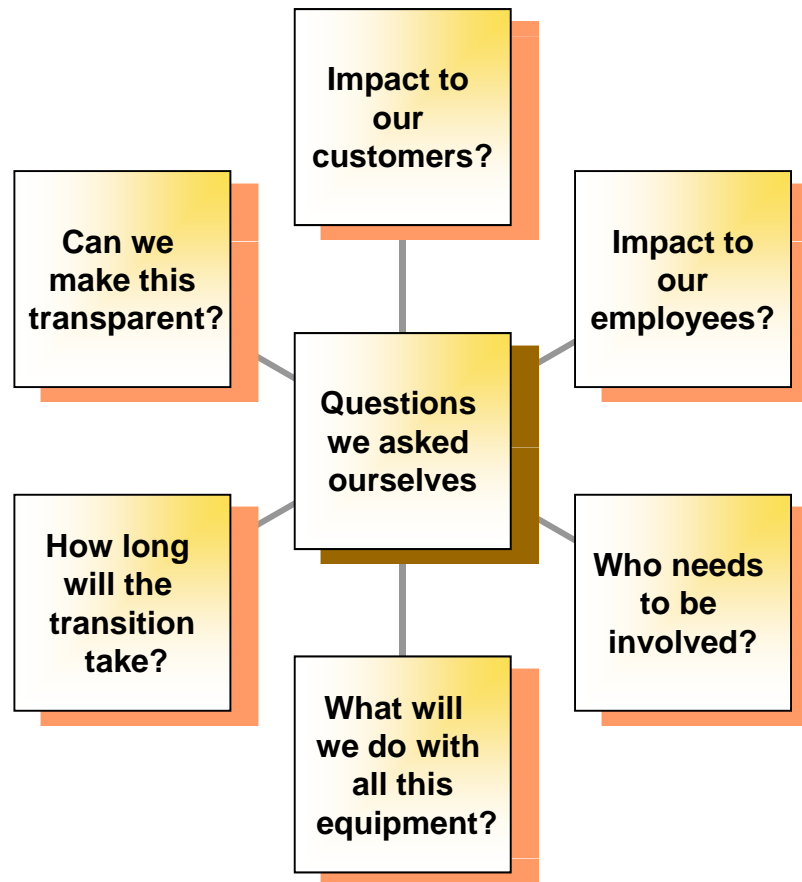 Impact to
our
customers?
Can we
make this
transparent?
Impact to
our
employees?
Questions
we asked
ourselves
How long
will the
transition
take?
Who needs
to be
involved?
What will
we do with
all this
equipment?